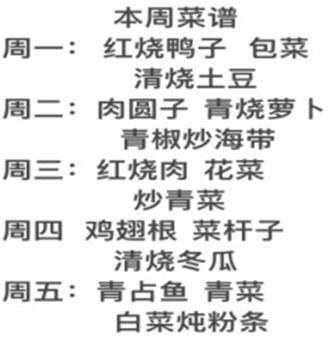 本周菜谱
周一：红烧鸭子 包菜
清烧土豆
周二：肉圆子 青烧萝卜
青椒炒海带
周三：红烧肉 花菜
炒青菜
周四 鸡翅根 菜杆子
清烧冬瓜
周五：青占鱼 青菜
白菜炖粉条